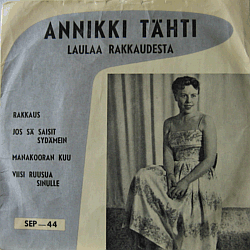 ANNIKKI TÄHTI
LAULAA RAKKAUDESTA
RAKKAUS
JOS SÄ SAISIT
SYDÄMEIN
MANAKOORAN KUU
VIISI RUUSUA
SINULLE
SEP—44